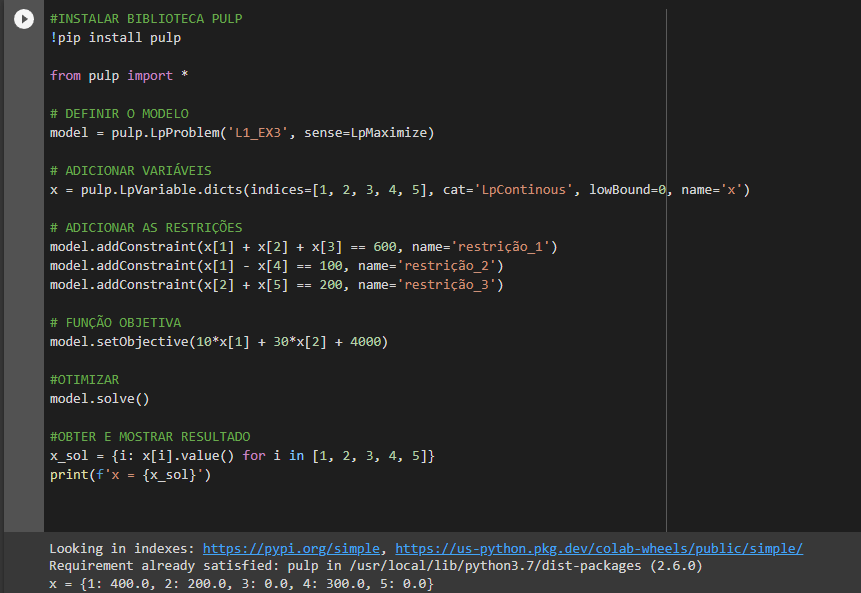 #INSTALAR BIBLIOTECA PULP
!pip install pulp
from pulp import *
# DEFINIR O MODELO
model = pulp.LpProblem('L1_EX3', sense=LpMaximize)
# ADICIONAR VARIÁVEIS
x = pulp.LpVariable.dicts(indices=[1, 2, 3, 4, 5], cat='LpContinous', lowBound=0, name='x')
# ADICIONAR AS RESTRIÇÕES
model.addConstraint(x[1] + x[2] + x[3] == 600, name='restrição_1')
model.addConstraint(x[1] - x[4] == 100, name='restrição_2')
model.addConstraint(x[2] + x[5] == 200, name='restrição_3')
# FUNÇÃO OBJETIVA
model.setObjective(10*x[1] + 30*x[2] + 4000)
#OTIMIZAR
model.solve()
#OBTER E MOSTRAR RESULTADO
x_sol = {i: x[i].value() for i in [1, 2, 3, 4, 5]}
print(f'x = {x_sol}')
Looking in indexes: https://pypi.org/simple, https://us-python.pkg.dev/colab-wheels/public/simple/
Requirement already satisfied: pulp in /usr/local/lib/python3.7/dist-packages (2.6.0)
x = {1: 400.0, 2: 200.0, 3: 0.0, 4: 300.0, 5: 0.0}